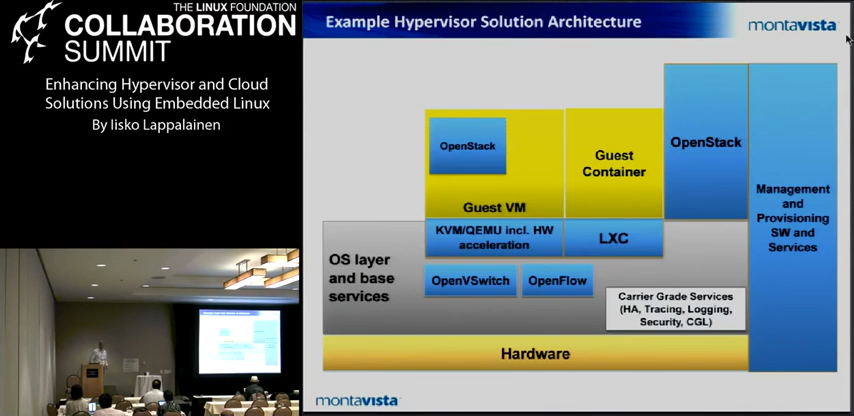 THE LINUX FOUNDATION
COLLABORATION
SUMMIT
Enhancing Hypervisor and Cloud
Solutions Using Embedded Linux
By Iisko Lappalainen
Example Hypervisor Solution Architecture
montavista
OpenStack
Guest VM
Guest
Container
OpenStack
Management
and
Provisioning
SW and
Services
KVM/QEMU incl. HW
acceleration
LXC
OS layer
and base
services
OpenVSwitch
OpenFlow
Carrier Grade Services
(HA, Tracing, Logging,
Security, CGL)
Hardware
montavista